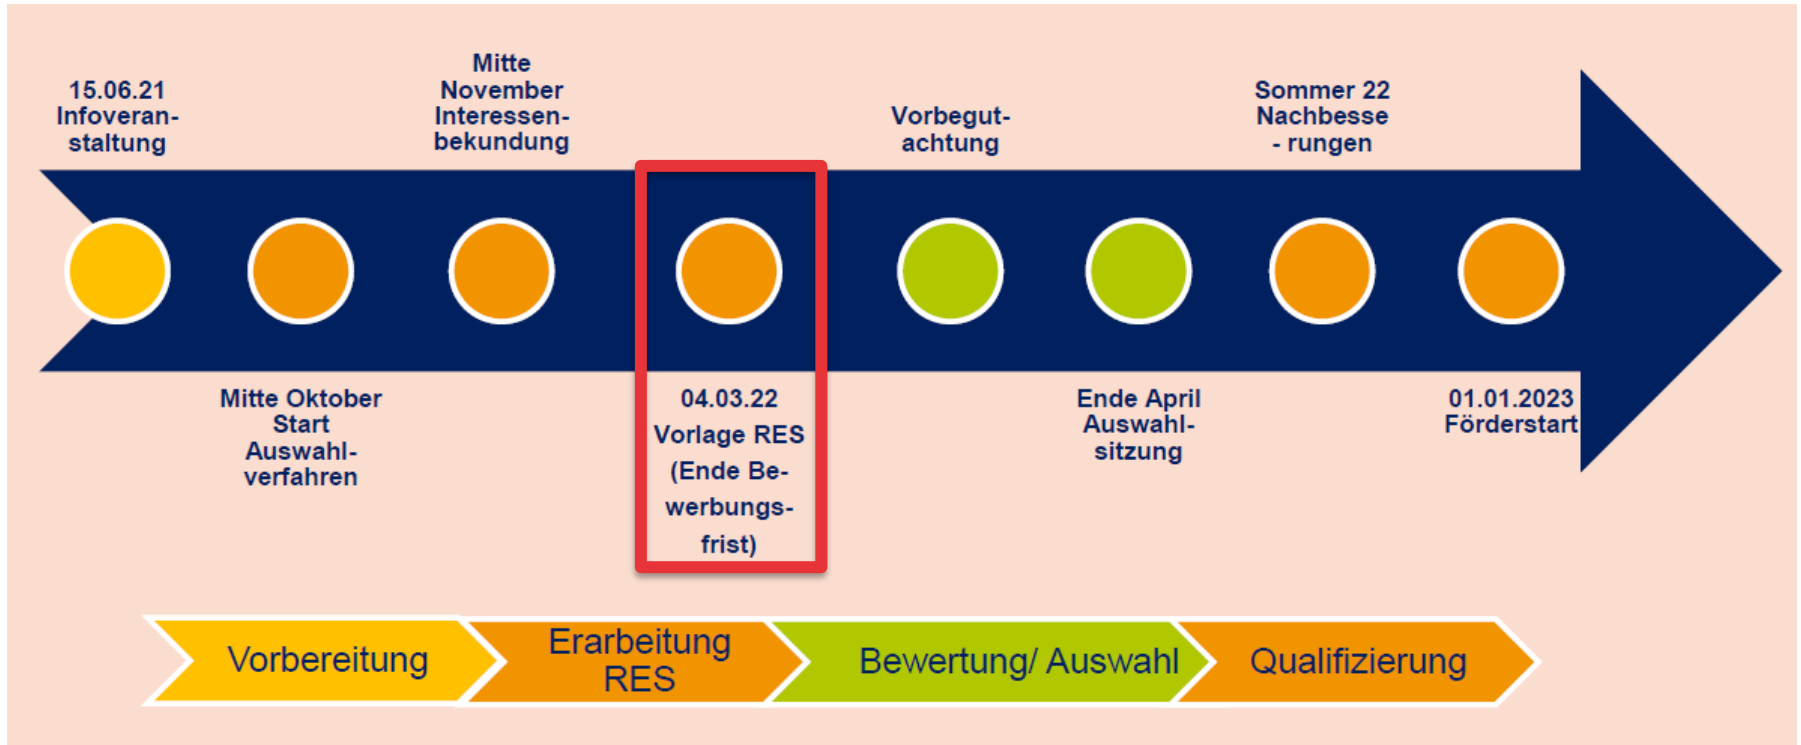 15.06.21
Infoveran-
staltung
Mitte Oktober
Start
Auswahl-
verfahren
Mitte
November
Interessen-
bekundung
04.03.22
Vorlage RES
(Ende Be-
werbungs-
frist)
Vorbegut-
achtung
Ende April
Auswahl-
sitzung
Sommer 22
Nachbesse
- rungen
01.01.2023
Förderstart
Vorbereitung
Erarbeitung
RES
Bewertung/ Auswahl
Qualifizierung